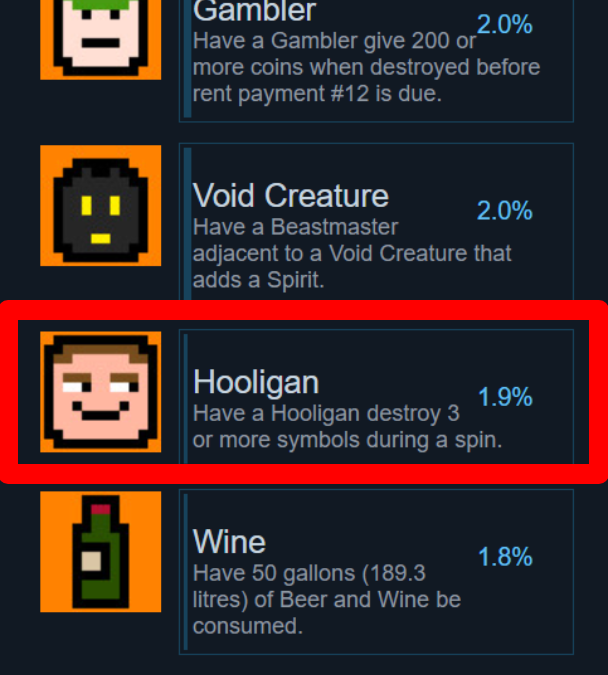 Gambler
2.0%
Have a Gambler give 200 or
more coins when destroyed before
rent payment #12 is due.
Void Creature
2.0%
Have a Beastmaster
adjacent to a Void Creature that
adds a Spirit.
Hooligan
1.9%
Have a Hooligan destroy 3
or more symbols during a spin.
Wine
1.8%
Have 50 gallons (189.3
litres) of Beer and Wine be
consumed.